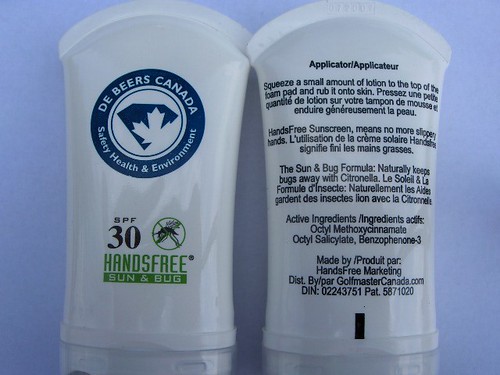 DE BEERS CANADA
Safety Health & Environment
SPF
30
HANDSFREE®
SUN & BUG
Applicator/Applicateur
Squeeze a small amount of lotion to the top of the
foam pad and rub it onto skin. Pressez une petite
quantité de lotion sur votre tampon de mousse et
enduire généreusement la peau.
HandsFree Sunscreen, means no more slippery
hands. L'utilisation de la crème solaire Handsfree
signifie fini les mains grasses.
The Sun & Bug Formula: Naturally keeps
bugs away with Citronella. Le Soleil & La
Formule d'Insecte: Naturellement les Aides
gardent des insectes lion avec la Citronnelle
Active Ingredients /Ingredients actifs:
Octyl Methoxycinnamate
Octyl Salicylate, Benzophenone-3
Made by /Produit par:
HandsFree Marketing
Dist. By/par GolfmasterCanada.com
DIN: 02243751 Pat. 5871020